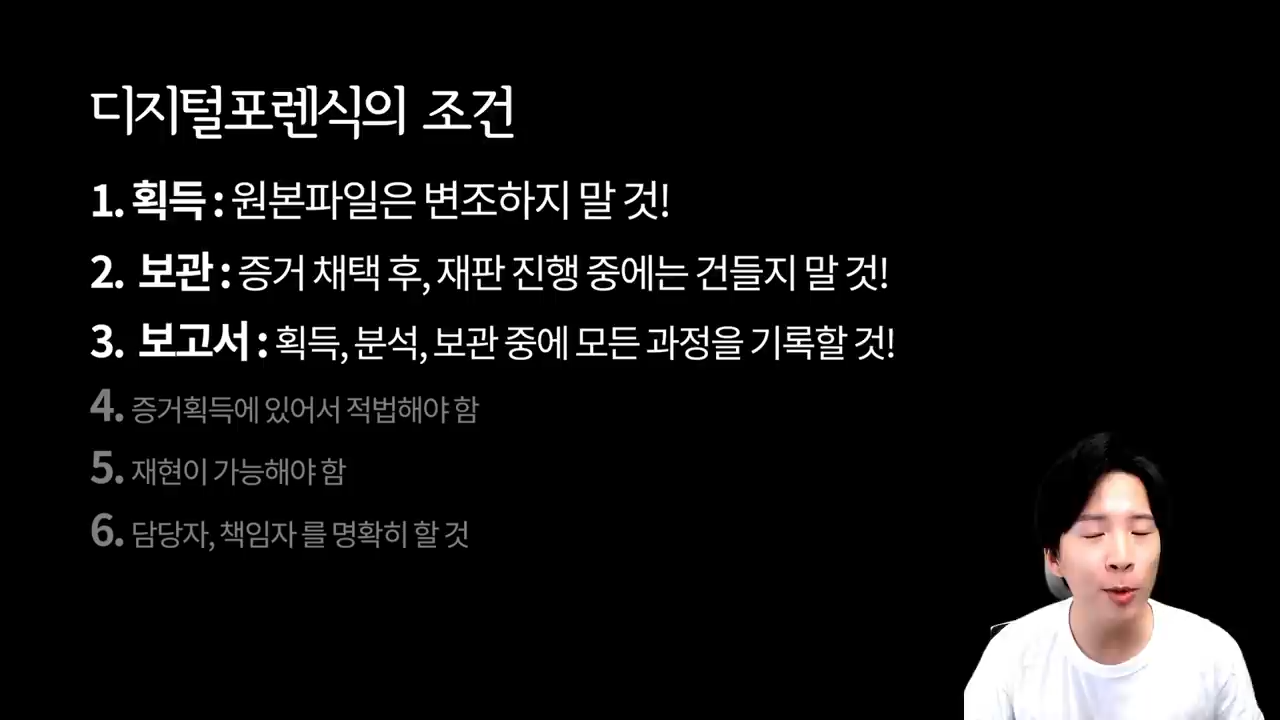 디지털포렌식의 조건
1. 획득 : 원본파일은 변조하지 말 것!
2. 보관 : 증거 채택 후, 재판 진행 중에는 건들지 말 것!
3. 보고서 : 획득, 분석, 보관 중에 모든 과정을 기록할 것!
4. 증거획득에 있어서 적법해야 함
5. 재현이 가능해야 함
6. 담당자, 책임자 를 명확히 할 것